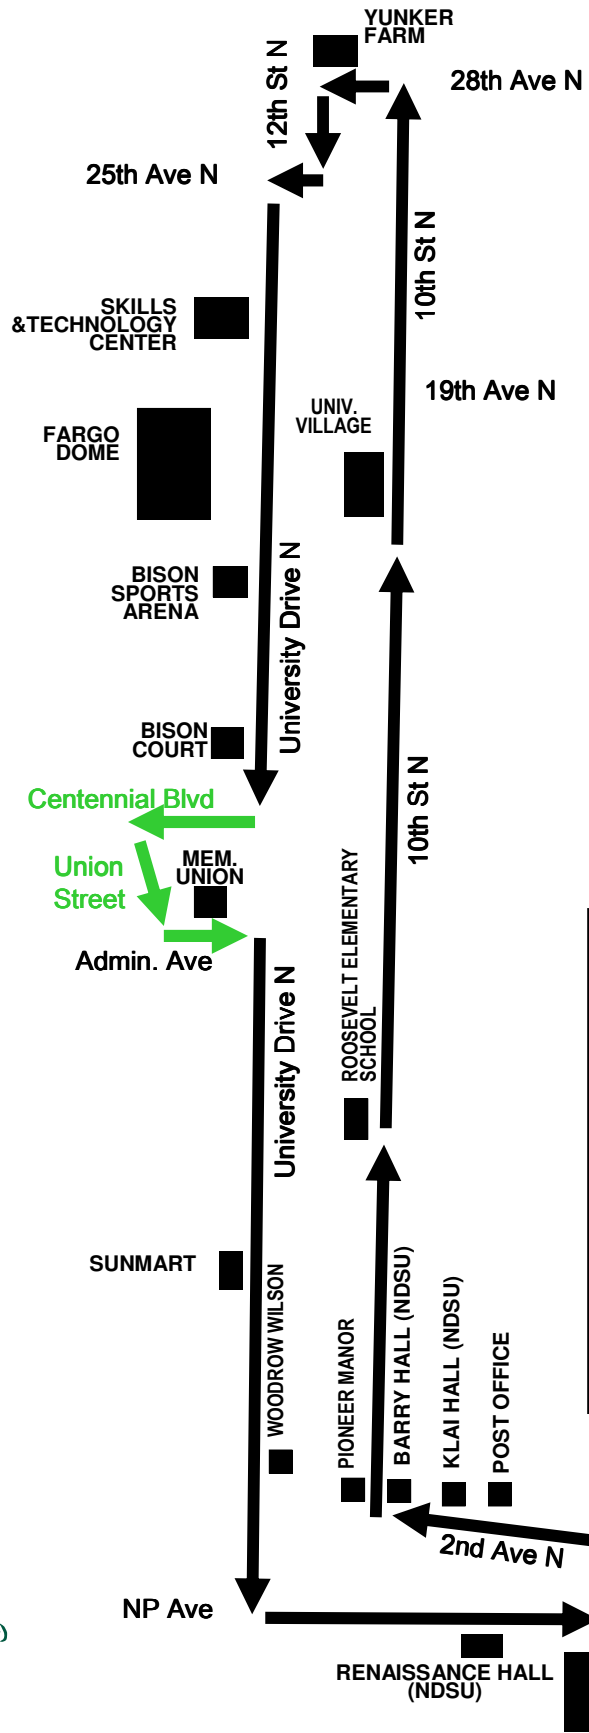 YUNKER
FARM
12th St N
28th Ave N
25th Ave N
10th St N
SKILLS
&TECHNOLOGY
CENTER
19th Ave N
UNIV.
VILLAGE
FARGO
DOME
University Drive N
BISON
SPORTS
ARENA
BISON
COURT
10th St N
Centennial Blvd
Union
Street
MEM.
UNION
ROOSEVELT ELEMENTARY
SCHOOL
Admin. Ave
University Drive N
SUNMART
WOODROW WILSON
PIONEER MANOR
BARRY HALL (NDSU)
KLAI HALL (NDSU)
POST OFFICE
2nd Ave N
NP Ave
)
RENAISSANCE HALL
(NDSU)